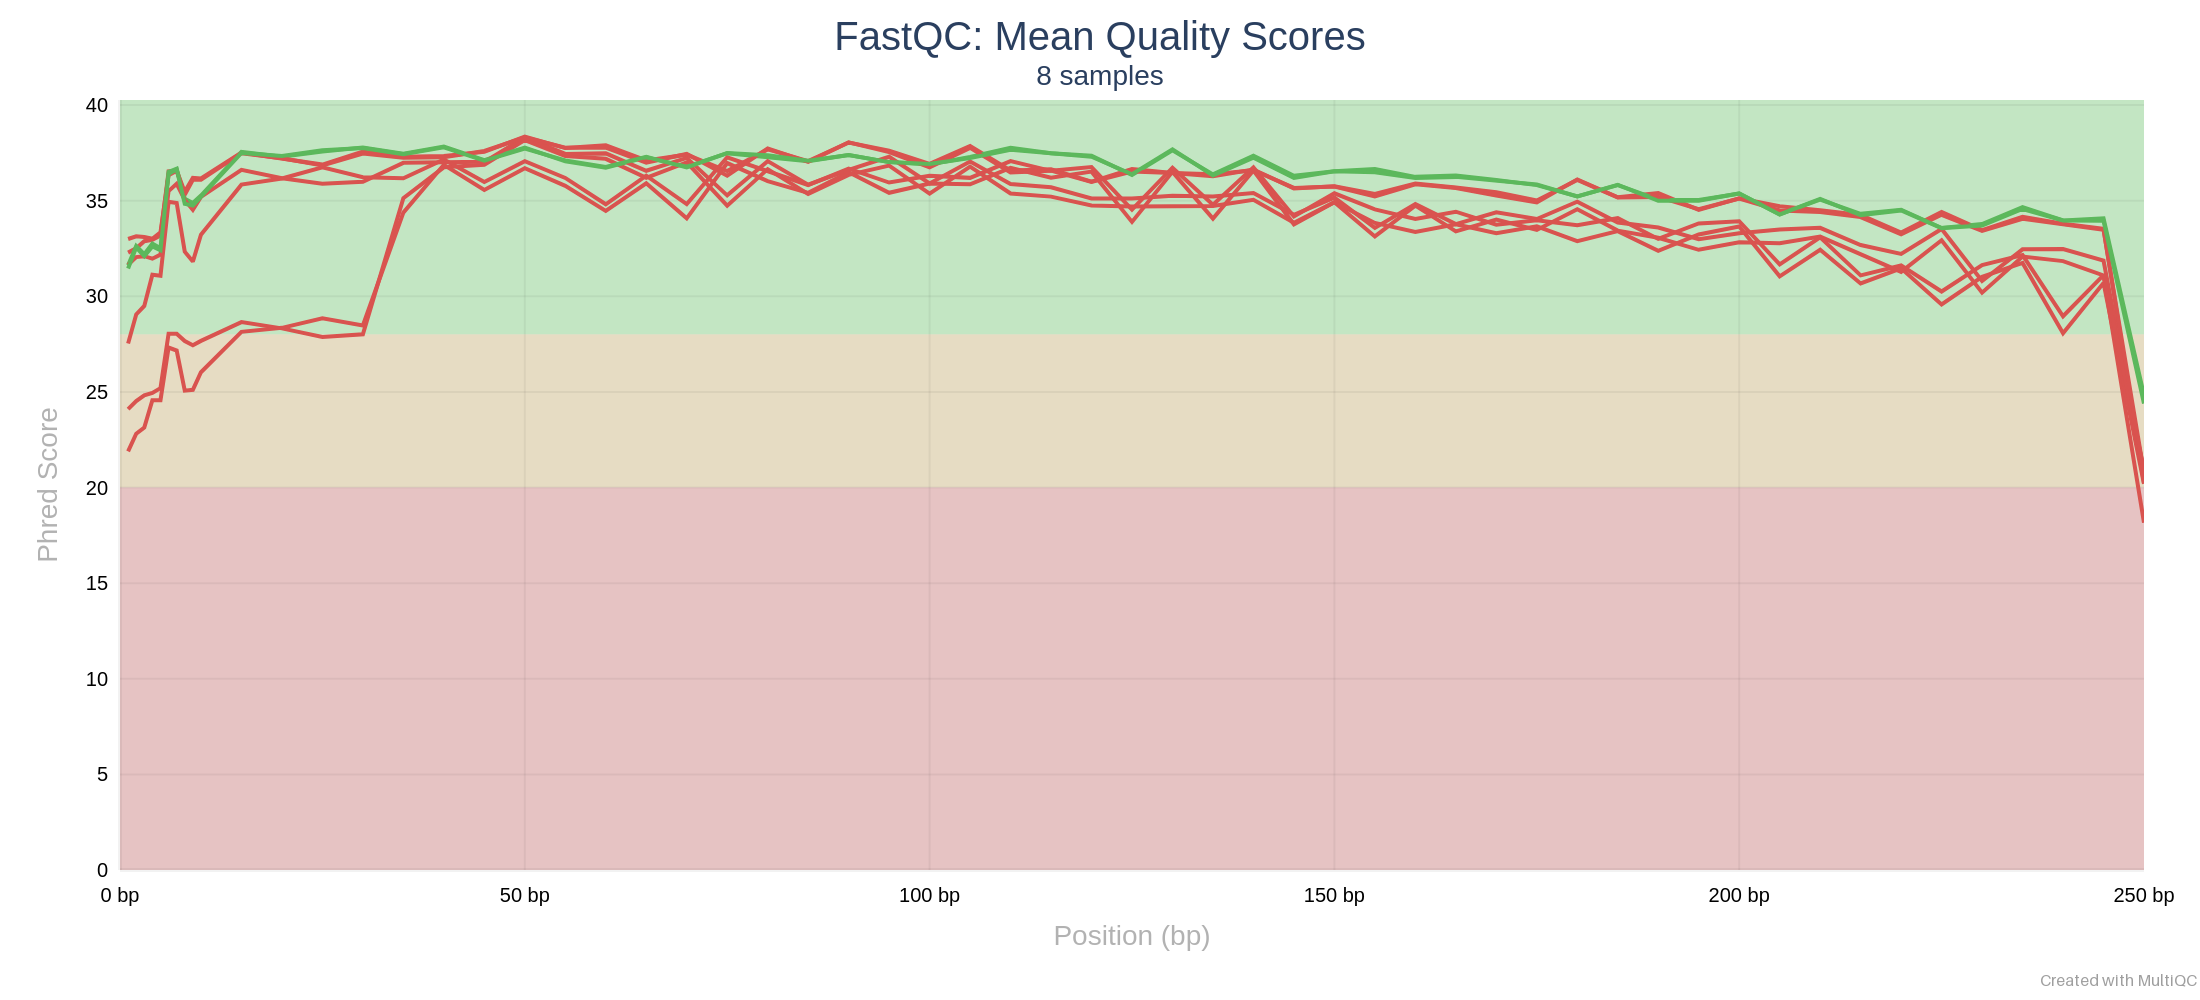 FastQC: Mean Quality Scores
8 samples
40
35
30
25
20
15
10
5
0
Phred Score
0 bp
50 bp
100 bp
150 bp
200 bp
250 bp
Position (bp)
Created with MultiQC